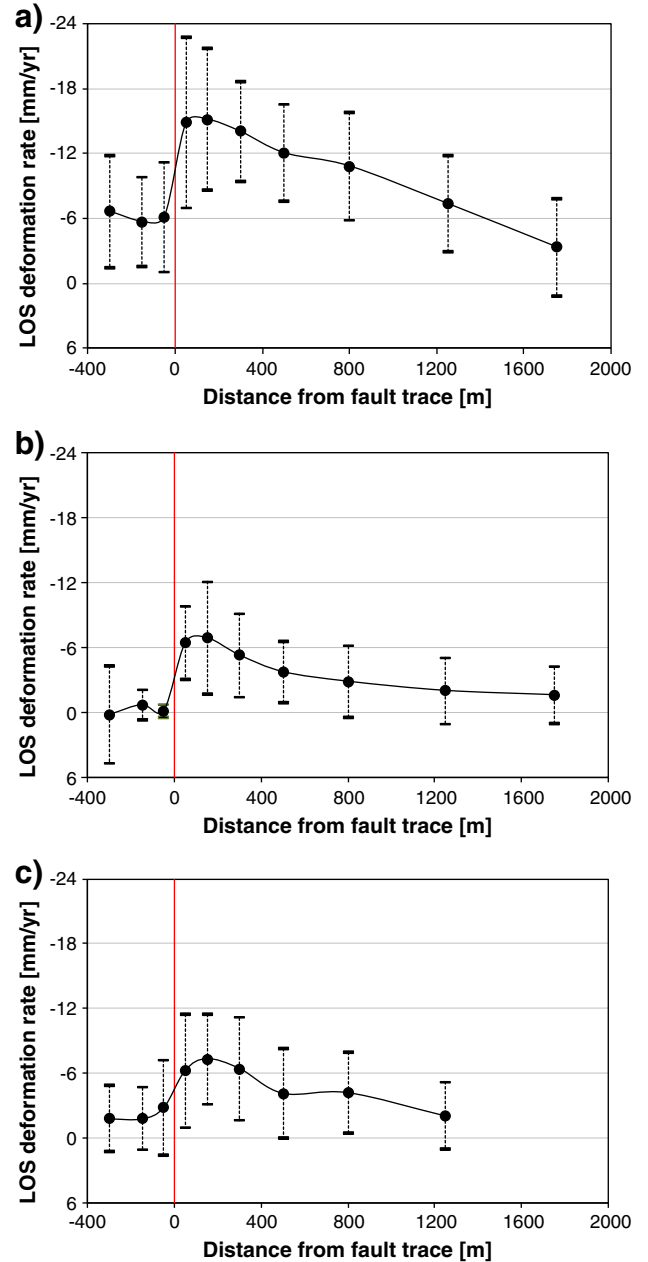 a)
LOS deformation rate [mm/yr]
-24
-18
-12
-6
0
6
-400 0 400 800 1200 1600 2000
Distance from fault trace [m]
b)
LOS deformation rate [mm/yr]
-24
-18
-12
-6
0
6
-400 0 400 800 1200 1600 2000
Distance from fault trace [m]
c)
LOS deformation rate [mm/yr]
-24
-18
-12
-6
0
6
-400 0 400 800 1200 1600 2000
Distance from fault trace [m]